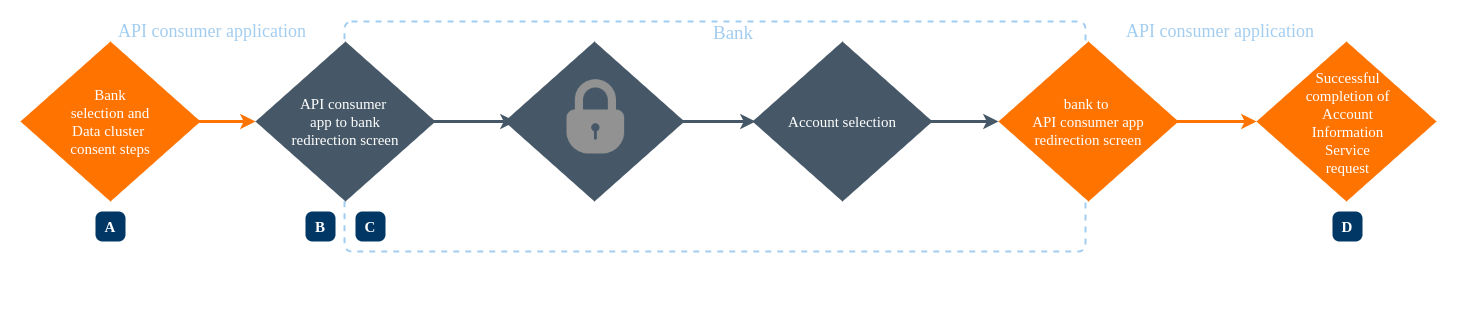 API consumer application
Bank
API consumer application
Bank
selection and
Data cluster
consent steps
API consumer
app to bank
redirection screen
Account selection
bank to
API consumer app
redirection screen
Successful
completion of
Account
Information
Service
request
A
B
C
D